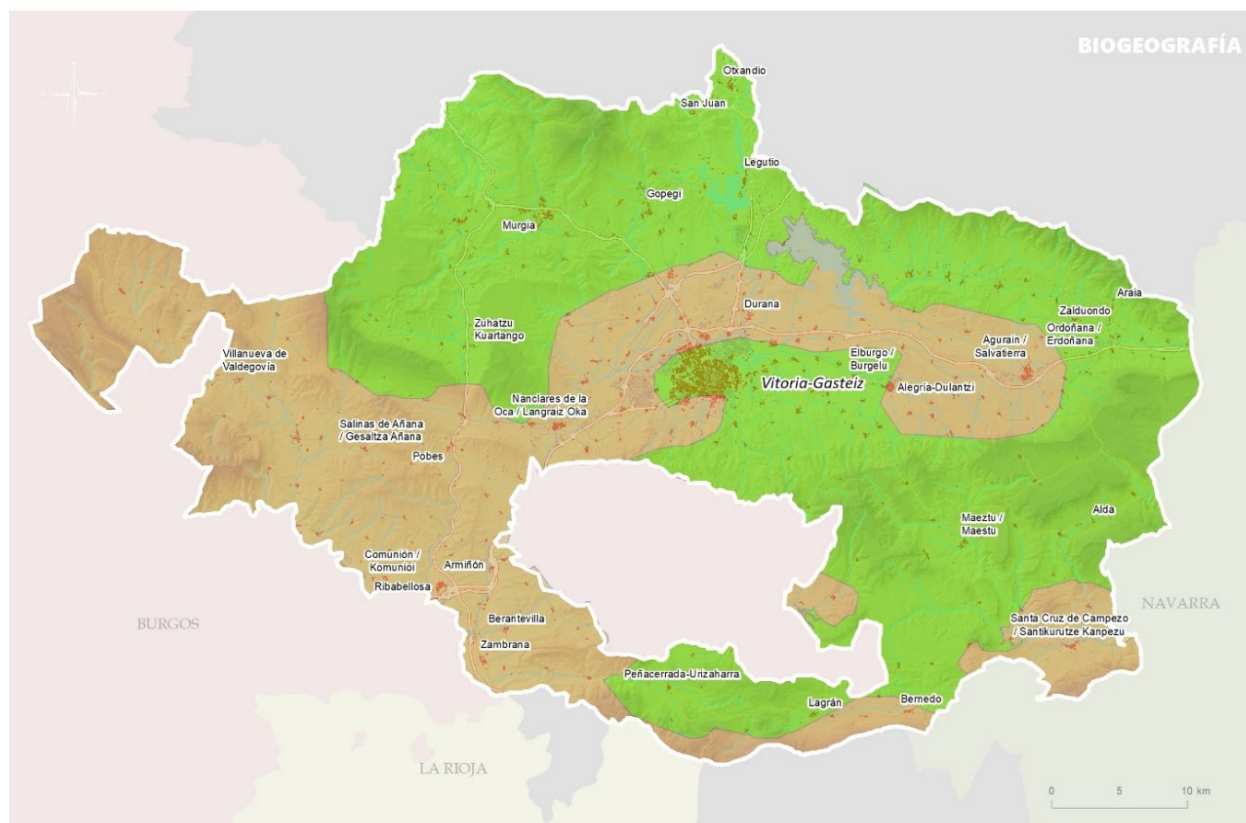 BIOGEOGRAFÍA
Otxandio
San Juan
Legutio
Gopegi
Murgia
Araia
Durana
Zalduondo
Zuhatzu
Kuartango
Ordoñana /
Erdoñana
Agurain /
Salvatierra
Villanueva de
Valdegovía
Elburgo /
Burgelu
Vitoria-Gasteiz
Alegría-Dulantzi
Nanclares de la
Oca / Langraiz Oka
Salinas de Añana
/ Gesaltza Añana
Pobes
Alda
Maeztu /
Maestu
Comunión /
Komunioi
Armiñón
Ribabellosa
NAVARRA
Santa Cruz de Campezo
/ Santikurutze Kanpezu
BURGOS
Berantevilla
Zambrana
Peñacerrada-Urizaharra
Lagrán
Bernedo
LA RIOJA
0 5 10 km